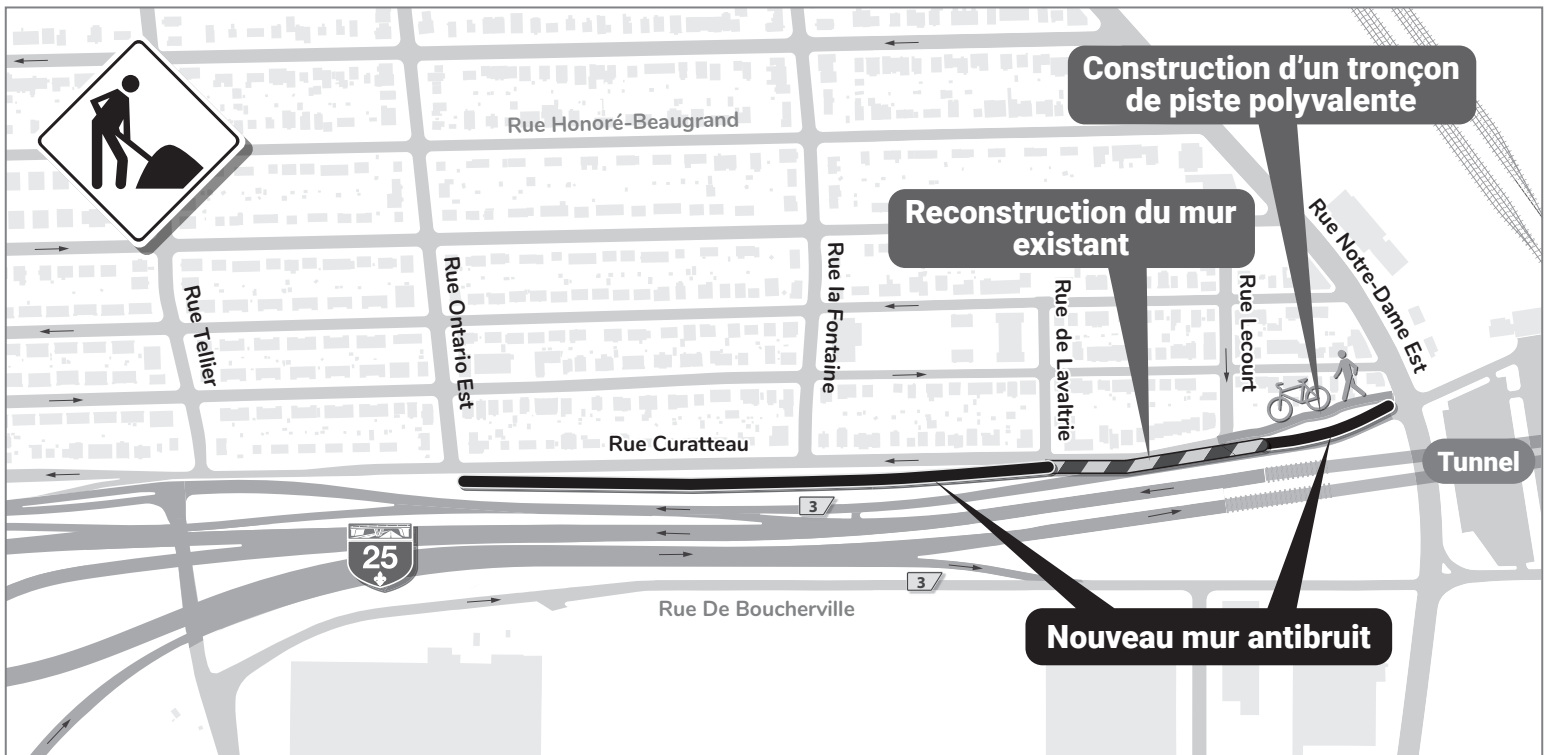 Construction d’un tronçon
de piste polyvalente
Rue Honoré-Beaugrand
Reconstruction du mur
existant
Rue Notre-Dame Est
Rue Tellier
Rue Ontario Est
Rue la Fontaine
Rue de Lavaltrie
Rue Lecourt
Rue Curatteau
Tunnel
3
25
3
Rue De Boucherville
Nouveau mur antibruit